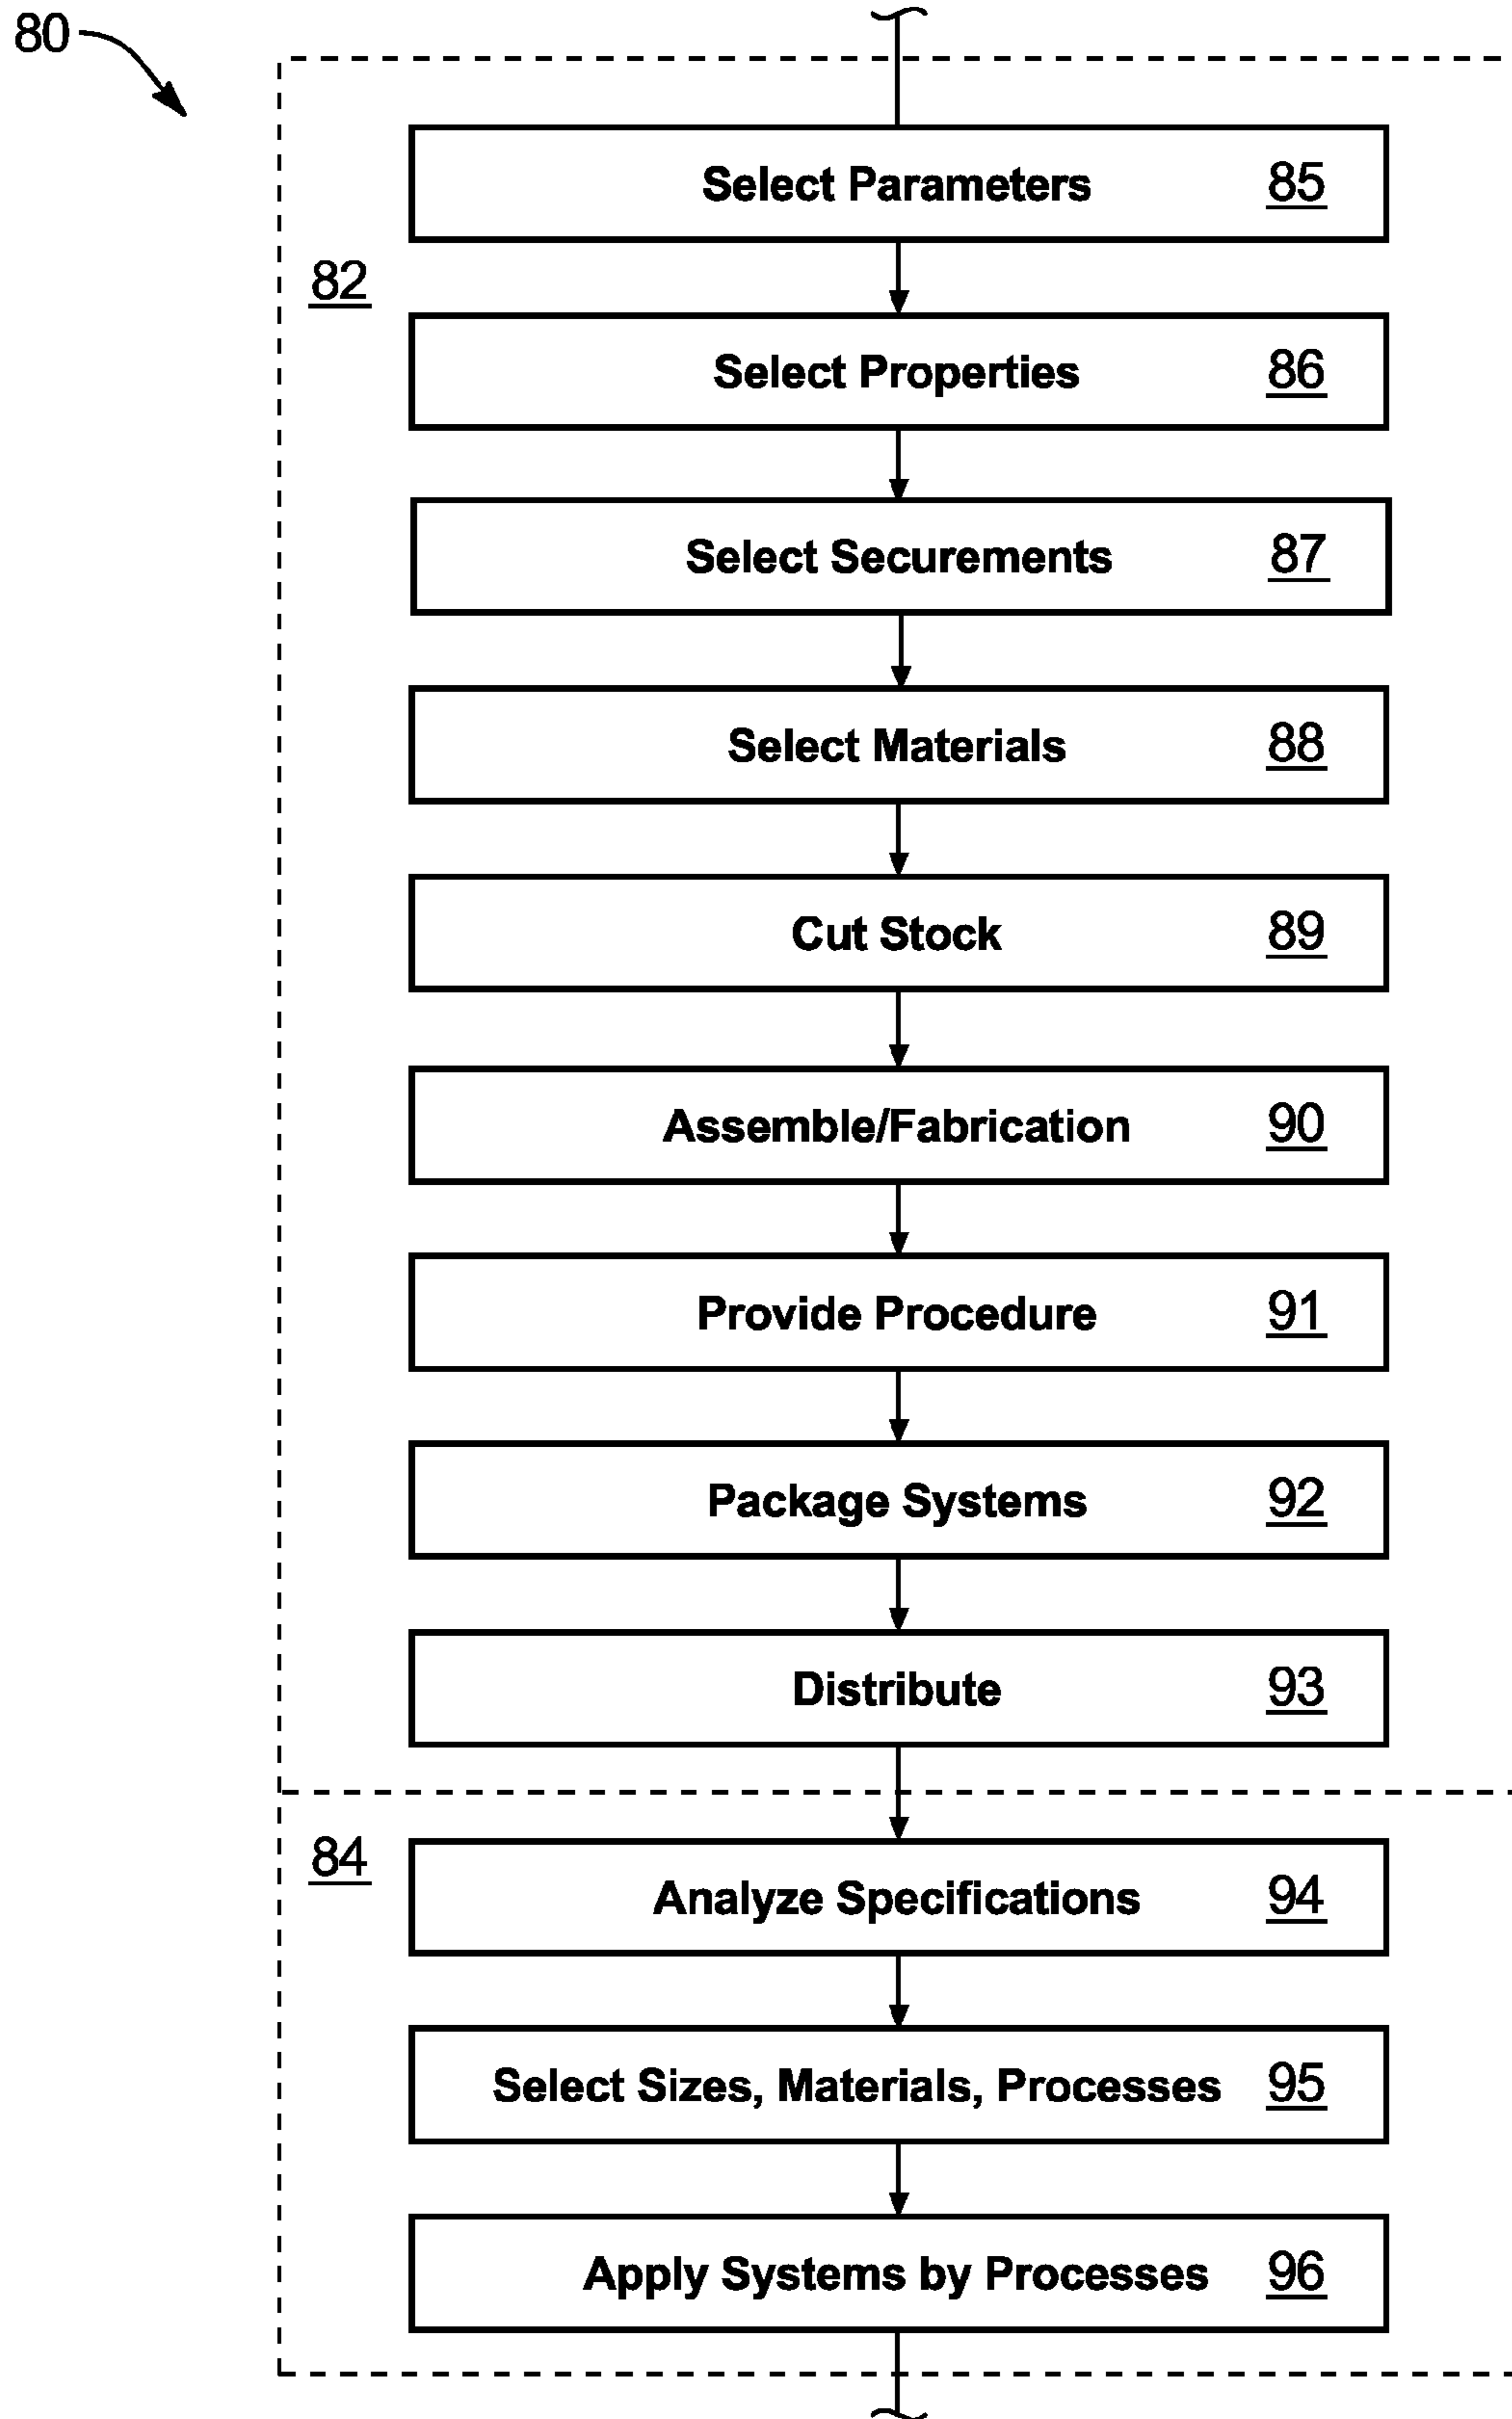 80
Select Parameters 85
82
Select Properties 86
Select Securements 87
Select Materials 88
Cut Stock 89
Assemble/Fabrication 90
Provide Procedure 91
Package Systems 92
Distribute 93
84
Analyze Specifications 94
Select Sizes, Materials, Processes 95
Apply Systems by Processes 96